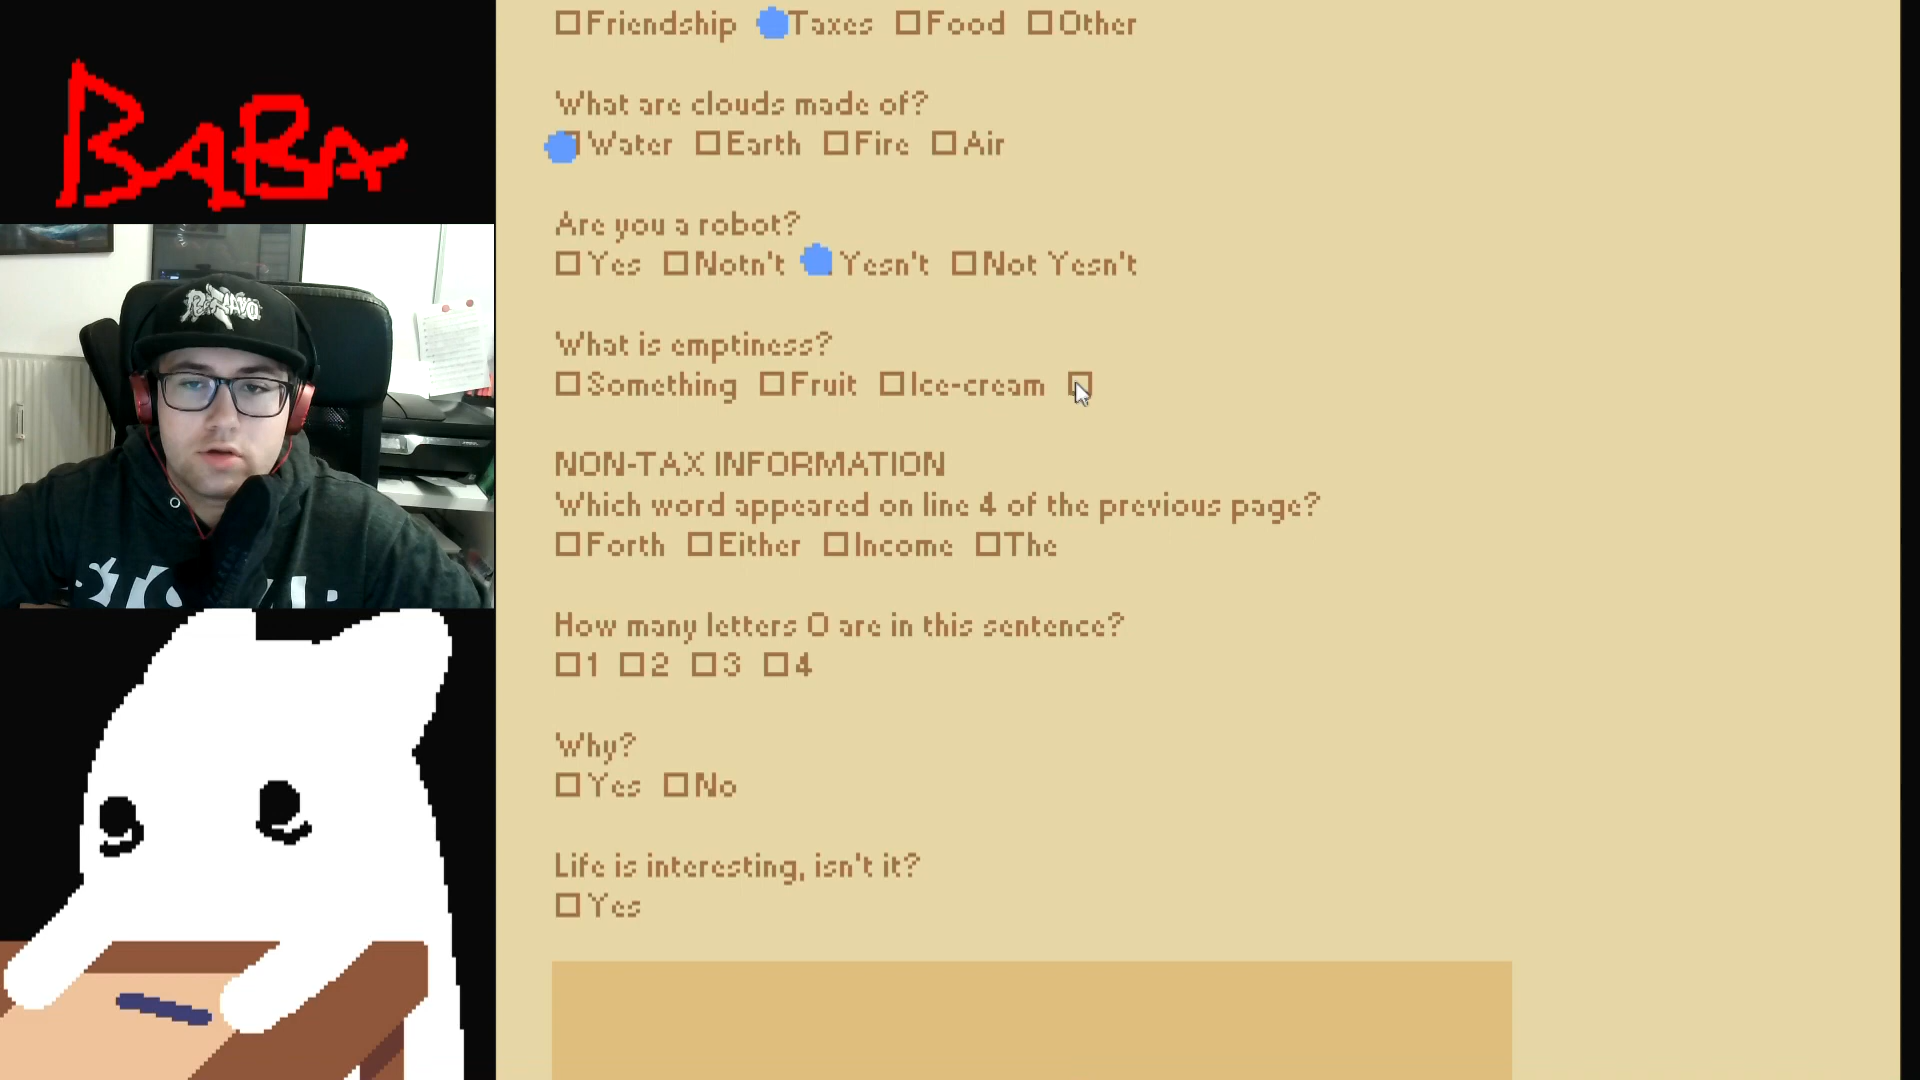 ☐Friendship Taxes ☐Food ☐Other
BABA
What are clouds made of?
Water ☐Earth ☐Fire ☐Air
Are you a robot?
☐Yes ☐Notn't Yesn't ☐Not Yesn't
What is emptiness?
☐Something ☐Fruit ☐Ice-cream ☐
NON-TAX INFORMATION
Which word appeared on line 4 of the previous page?
☐Forth ☐Either ☐Income ☐The
How many letters O are in this sentence?
☐1 ☐2 ☐3 ☐4
Why?
☐Yes ☐No
Life is interesting, isn't it?
☐Yes